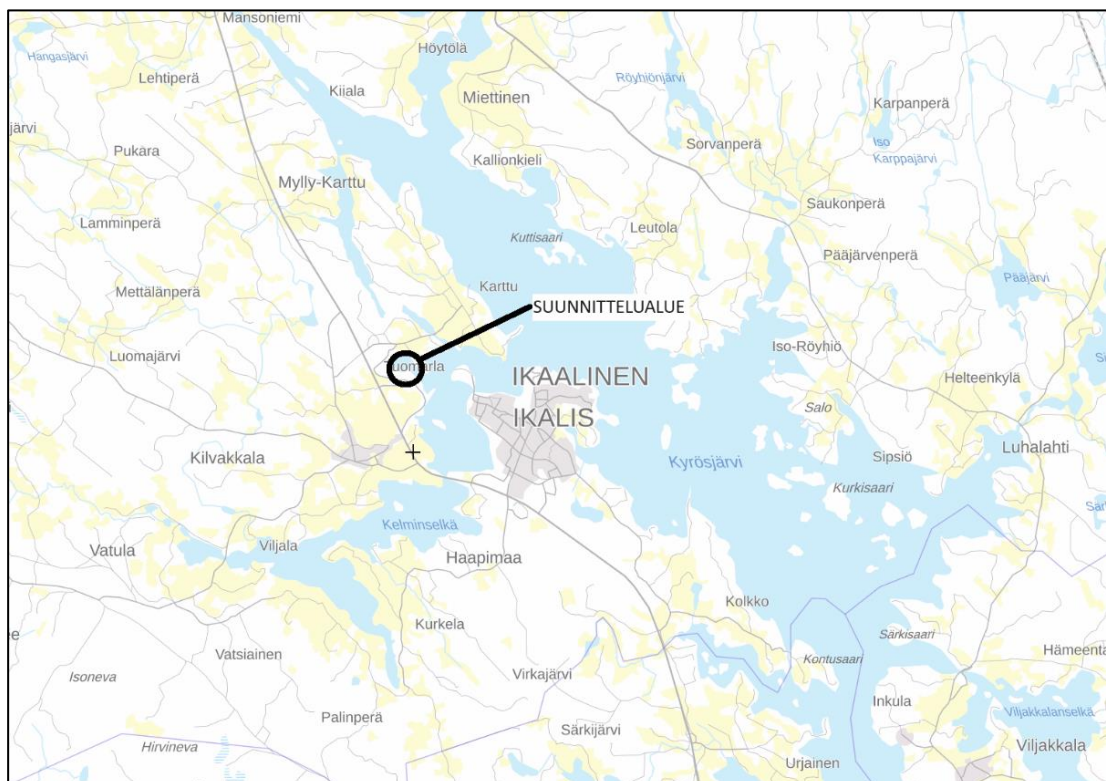 Mansoniemi
Höytölä
Hangasjärvi
Lehtiperä
Kiiala
Röyhiönjärvi
Miettinen
Karpanperä
järvi
Pukara
Sorvanperä
Iso
Karppajärvi
Kallionkieli
Mylly-Karttu
Saukonperä
Lamminperä
Leutola
Kuttisaari
Pääjärvenperä
Pääjärvi
Karttu
Mettälänperä
SUUNNITTELUALUE
Luomajärvi
Tuomarla
Iso-Röyhiö
IKAALINEN
Helteenkylä
IKALIS
Salo
Luhalahti
Kilvakkala
Kyrösjärvi
Sipsiö
Kurkisaari
Kelminselkä
Vatula
Viljala
Haapimaa
Kolkko
Kurkela
Särkisaari
ee
Vatsiainen
Hämeenta
Kontusaari
Isoneva
Virkajärvi
Inkula
Palinperä
Viljakkalanselkä
Särkijärvi
Hirvineva
Viljakkala
Urjainen